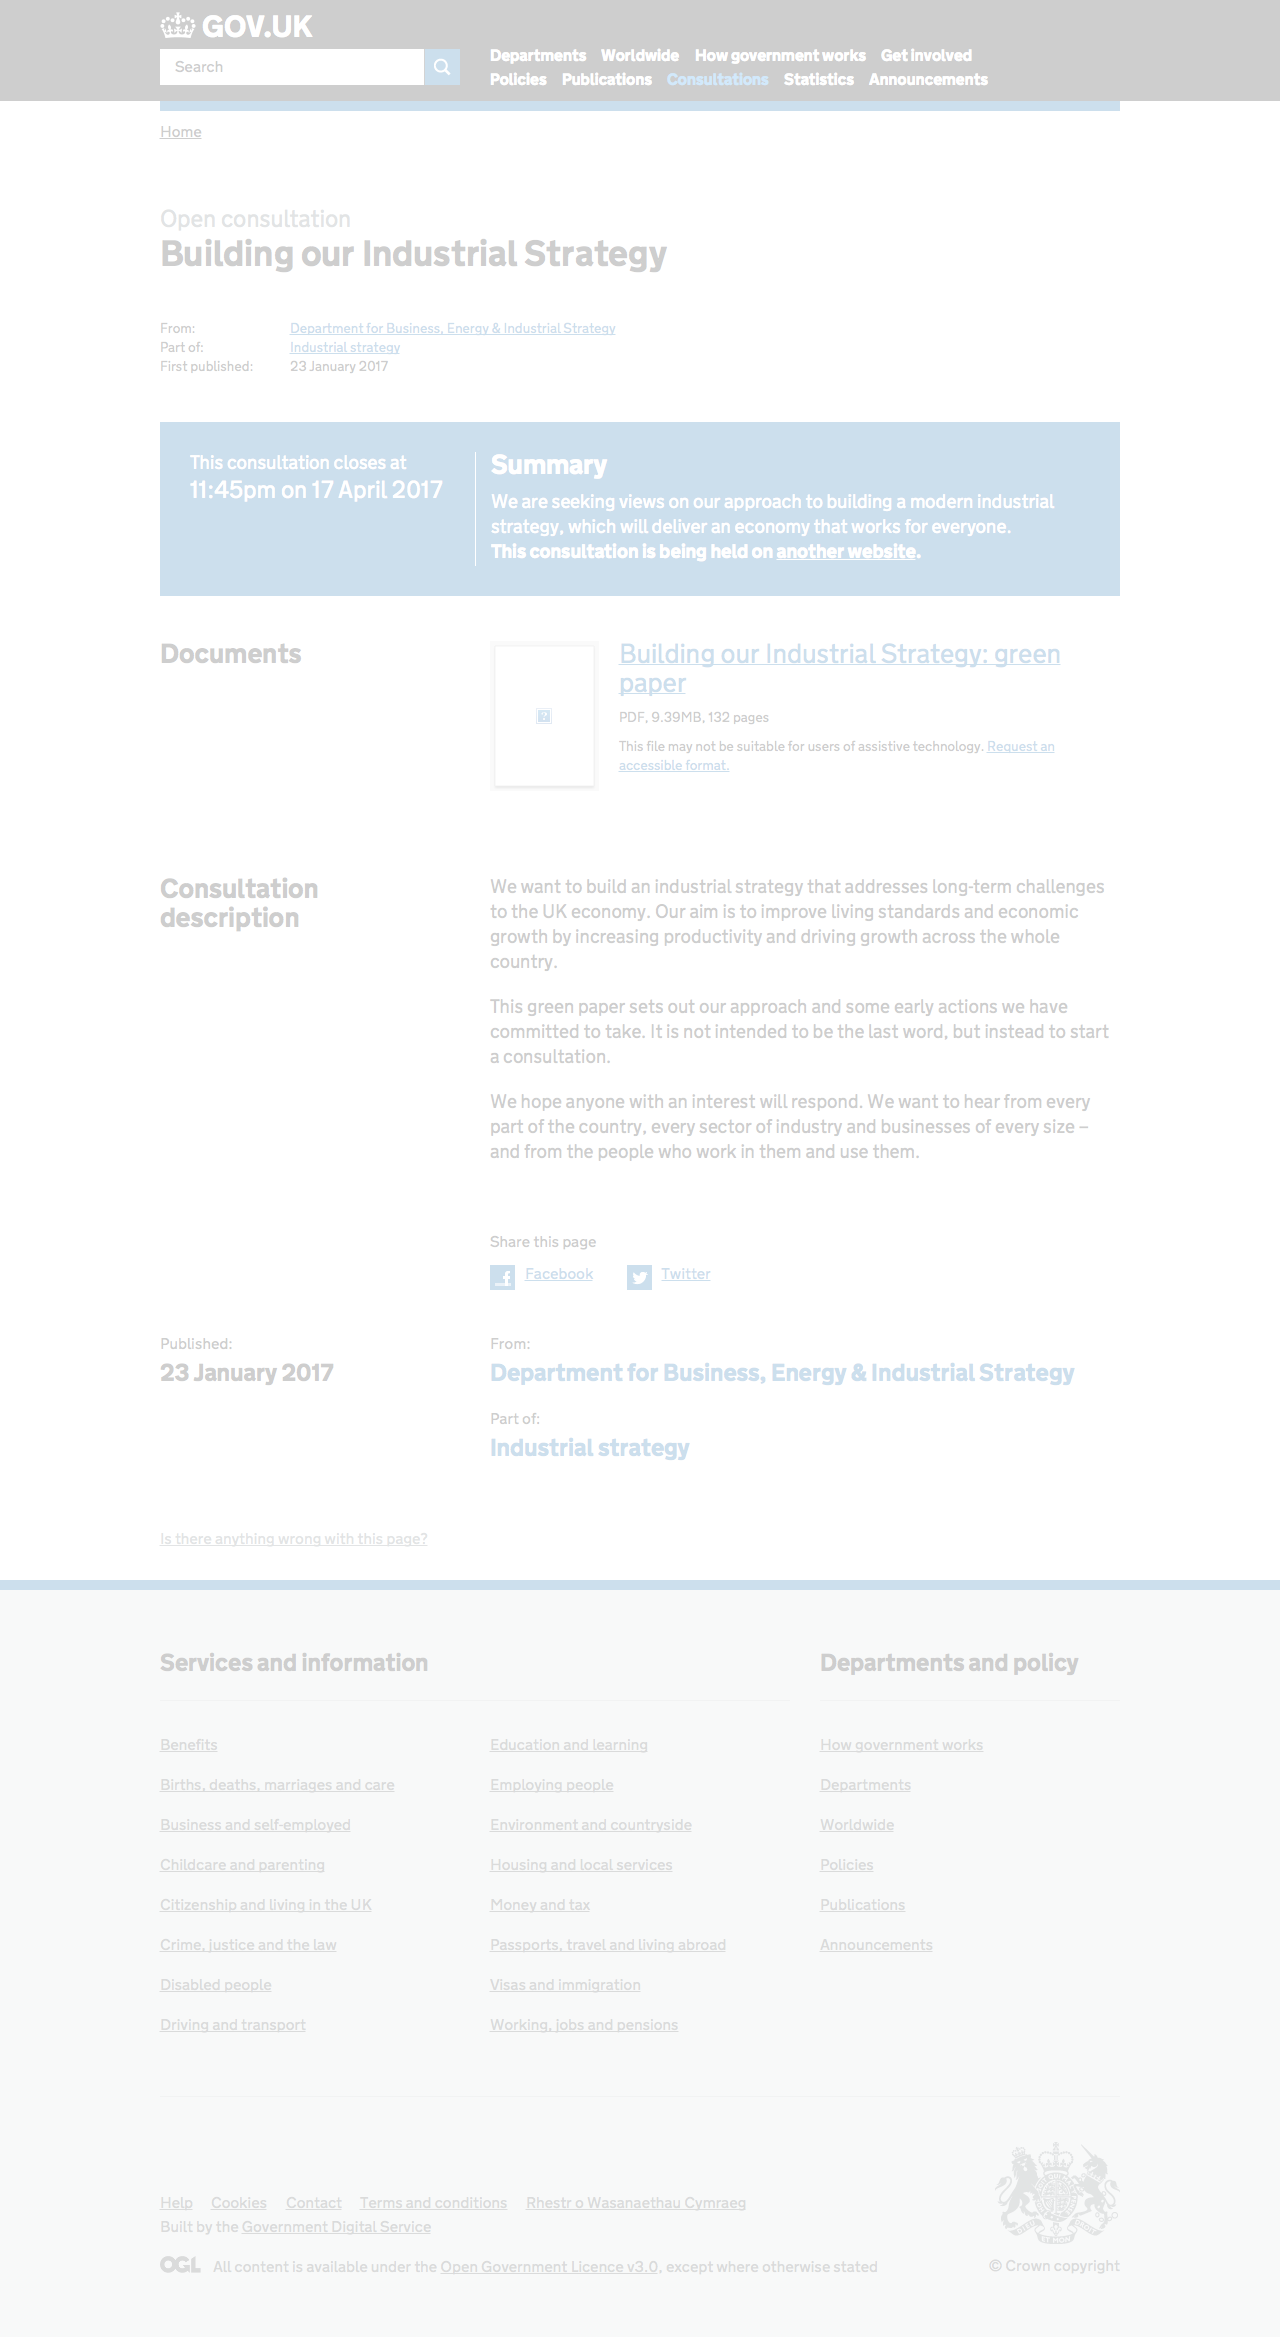 GOV.UK
Search
Departments Worldwide How government works Get involved
Policies Publications Consultations Statistics Announcements
Home
Open consultation
Building our Industrial Strategy
From: Department for Business, Energy & Industrial Strategy
Part of: Industrial strategy
First published: 23 January 2017
This consultation closes at
11:45pm on 17 April 2017
Summary
We are seeking views on our approach to building a modern industrial
strategy, which will deliver an economy that works for everyone.
This consultation is being held on another website.
Documents
Building our Industrial Strategy: green
paper
PDF, 9.39MB, 132 pages
This file may not be suitable for users of assistive technology. Request an
accessible format.
Consultation
description
We want to build an industrial strategy that addresses long-term challenges
to the UK economy. Our aim is to improve living standards and economic
growth by increasing productivity and driving growth across the whole
country.
This green paper sets out our approach and some early actions we have
committed to take. It is not intended to be the last word, but instead to start
a consultation.
We hope anyone with an interest will respond. We want to hear from every
part of the country, every sector of industry and businesses of every size –
and from the people who work in them and use them.
Share this page
Facebook Twitter
Published:
23 January 2017
From:
Department for Business, Energy & Industrial Strategy
Part of:
Industrial strategy
Is there anything wrong with this page?
Services and information
Benefits
Births, deaths, marriages and care
Business and self-employed
Childcare and parenting
Citizenship and living in the UK
Crime, justice and the law
Disabled people
Driving and transport
Education and learning
Employing people
Environment and countryside
Housing and local services
Money and tax
Passports, travel and living abroad
Visas and immigration
Working, jobs and pensions
Departments and policy
How government works
Departments
Worldwide
Policies
Publications
Announcements
Help Cookies Contact Terms and conditions Rhestr o Wasanaethau Cymraeg
Built by the Government Digital Service
OGL All content is available under the Open Government Licence v3.0, except where otherwise stated
© Crown copyright